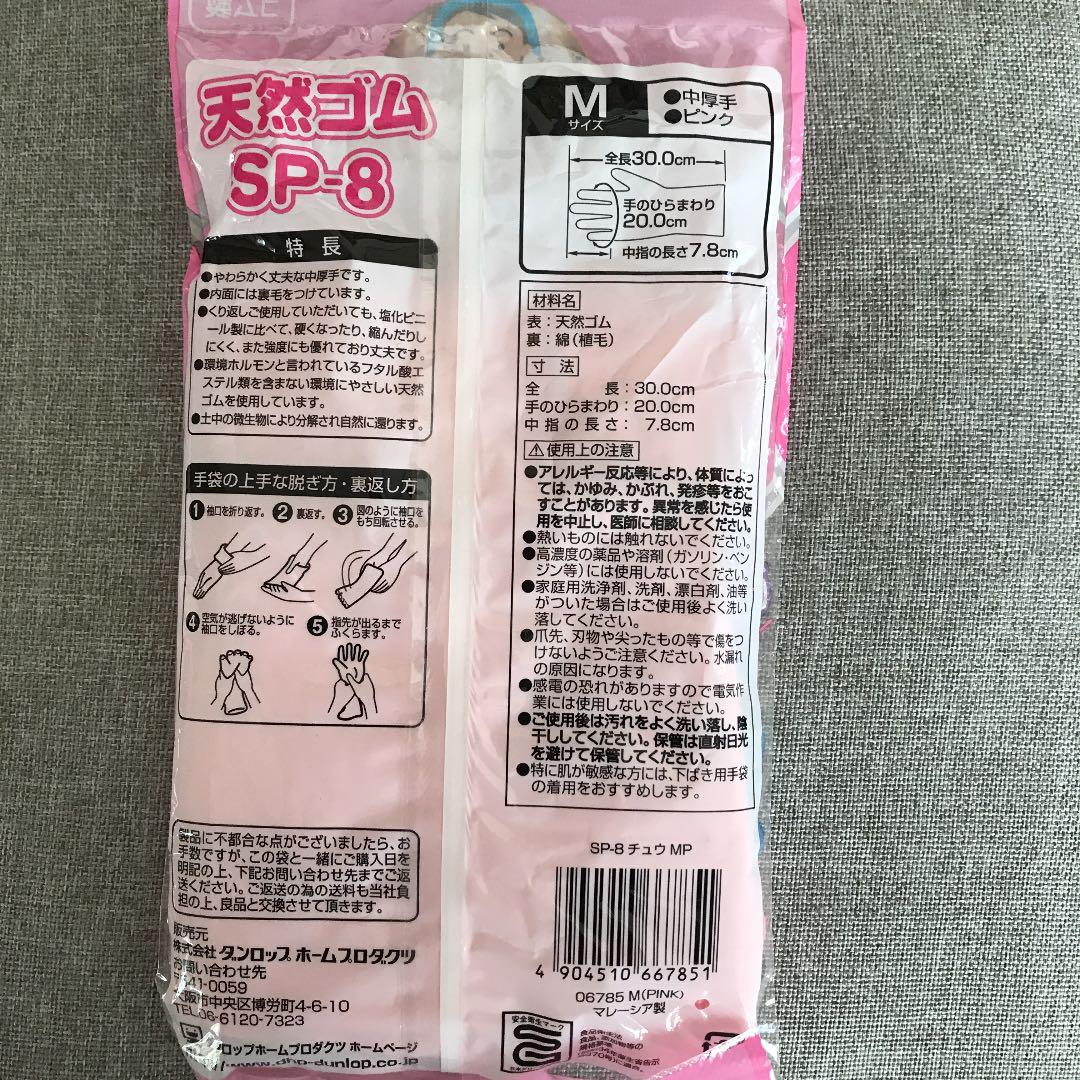 天然ゴム
SP-8
特長
●やわらかく丈夫な中厚手です。
●内面には裏毛をつけています。
●くり返しご使用していただいても、塩化ビニ
ール製に比べて、硬くなったり、縮んだりし
にくく、また強度にも優れており丈夫です。
●環境ホルモンと言われているフタル酸エ
ステル類を含まない環境にやさしい天然
ゴムを使用しています。
●土中の微生物により分解され自然に還ります。
手袋の上手な脱ぎ方・裏返し方
1 袖口を折り返す。 2 裏返す。 3 図のように袖口を
もち回転させる。
4 空気が逃げないように
袖口をしぼる。
5 指先が出るまで
ふくらます。
製品に不都合な点がございましたら、お
手数ですが、この袋と一緒にご購入日を
明記の上、下記お問い合わせ先までご返
送ください。ご返送の為の送料も当社負
担の上、良品と交換させて頂きます。
販売元
株式会社 ダンロップ ホームプロダクツ
お問い合わせ先
541-0059
大阪市中央区博労町4-6-10
TEL06-6120-7323
ダンロップホームプロダクツ ホームページ
www.dhp-dunlop.co.jp
M
サイズ
●中厚手
●ピンク
全長30.0cm
手のひらまわり
20.0cm
中指の長さ7.8cm
材料名
表：天然ゴム
裏：綿（植毛）
寸法
全長：30.0cm
手のひらまわり：20.0cm
中指の長さ：7.8cm
⚠使用上の注意
●アレルギー反応等により、体質によっ
ては、かゆみ、かぶれ、発疹等をおこ
すことがあります。異常を感じたら使
用を中止し、医師に相談してください。
●熱いものには触れないでください。
●高濃度の薬品や溶剤（ガソリン・ベン
ジン等）には使用しないでください。
●家庭用洗浄剤、洗剤、漂白剤、油等
がついた場合はご使用後よく洗い
落してください。
●爪先、刃物や尖ったもの等で傷をつ
けないようご注意ください。水漏れ
の原因になります。
●感電の恐れがありますので電気作
業には使用しないでください。
●ご使用後は汚れをよく洗い落し、陰
干ししてください。保管は直射日光
を避けて保管してください。
●特に肌が敏感な方には、下ばき用手袋
の着用をおすすめします。
SP-8 チュウ MP
4 904510 667851
06785 M(PINK)
マレーシア製
安全衛生マーク
食品衛生法
食品、添加物等の
規格基準